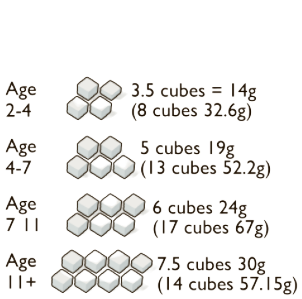 Age 3.5 cubes = 14g
2-4 (8 cubes 32.6g)
Age 5 cubes 19g
4-7 (13 cubes 52.2g)
Age 6 cubes 24g
7 11 (17 cubes 67g)
Age 7.5 cubes 30g
11+ (14 cubes 57.15g)